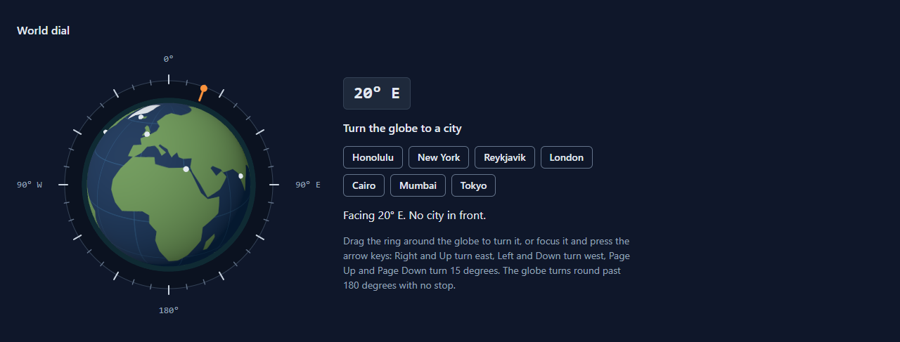 World dial
0°
90° W
90° E
180°
20° E
Turn the globe to a city
Honolulu
New York
Reykjavik
London
Cairo
Mumbai
Tokyo
Facing 20° E. No city in front.
Drag the ring around the globe to turn it, or focus it and press the
arrow keys: Right and Up turn east, Left and Down turn west, Page
Up and Page Down turn 15 degrees. The globe turns round past
180 degrees with no stop.